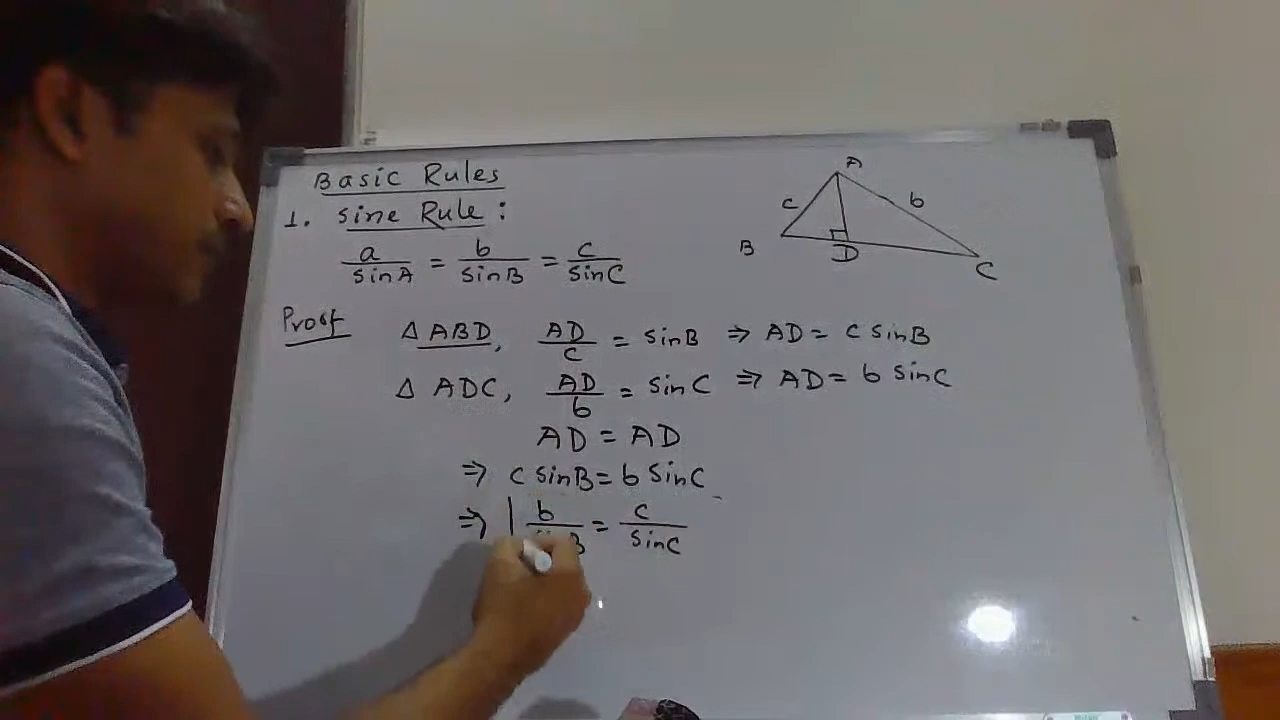 Basic Rules
1. Sine Rule :
a/sinA = b/sinB = c/sinC
A
c b
B D C
Proof Δ ABD, AD/c = sinB ⇒ AD = c sinB
Δ ADC, AD/b = sinC ⇒ AD = b sinC
AD = AD
⇒ c sinB = b sinC
⇒ b/ B = c/sinC